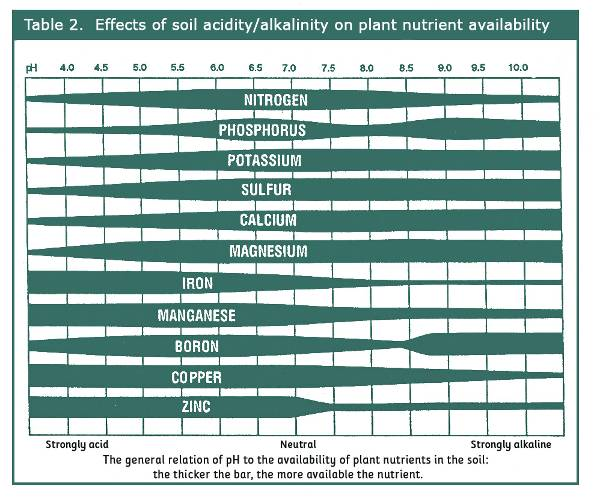 Table 2. Effects of soil acidity/alkalinity on plant nutrient availability
pH 4.0 4.5 5.0 5.5 6.0 6.5 7.0 7.5 8.0 8.5 9.0 9.5 10.0
NITROGEN
PHOSPHORUS
POTASSIUM
SULFUR
CALCIUM
MAGNESIUM
IRON
MANGANESE
BORON
COPPER
ZINC
Strongly acid Neutral Strongly alkaline
The general relation of pH to the availability of plant nutrients in the soil:
the thicker the bar, the more available the nutrient.